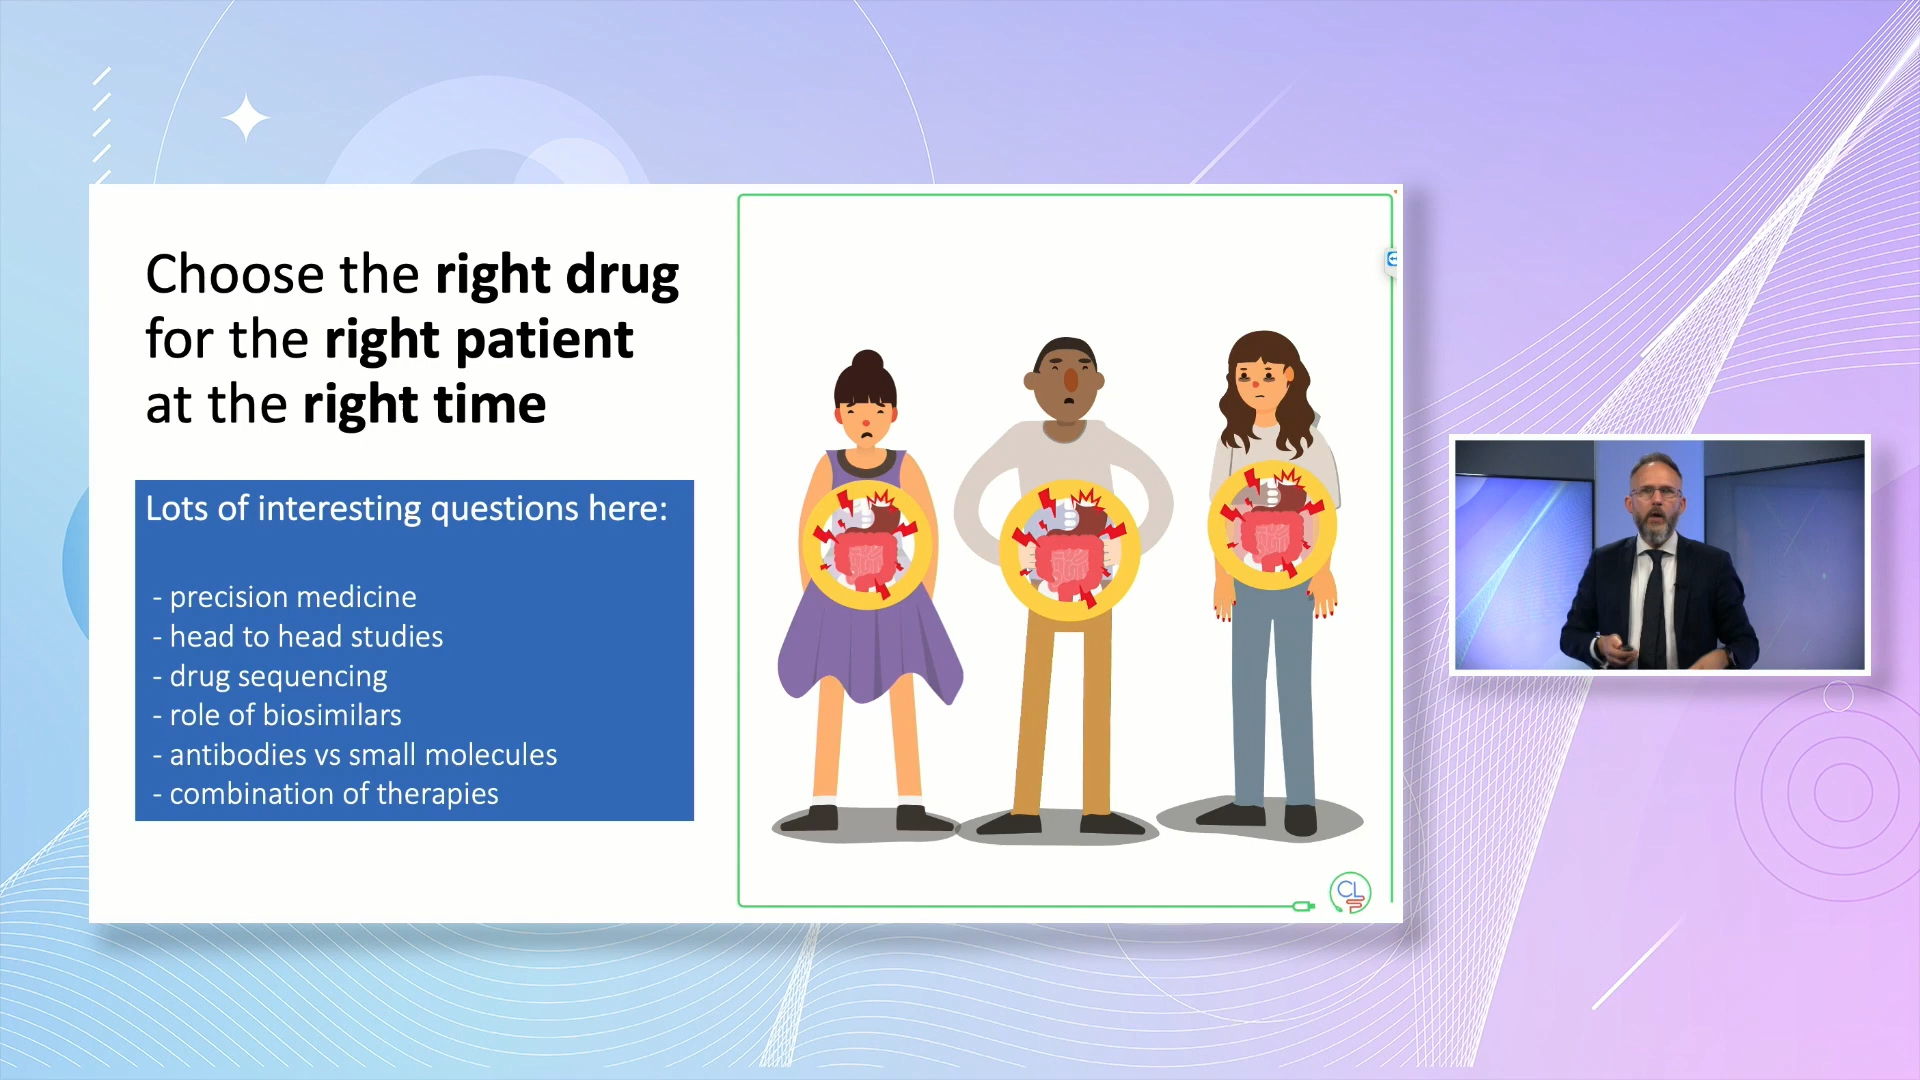 Choose the right drug
for the right patient
at the right time
Lots of interesting questions here:
- precision medicine
- head to head studies
- drug sequencing
- role of biosimilars
- antibodies vs small molecules
- combination of therapies
CL